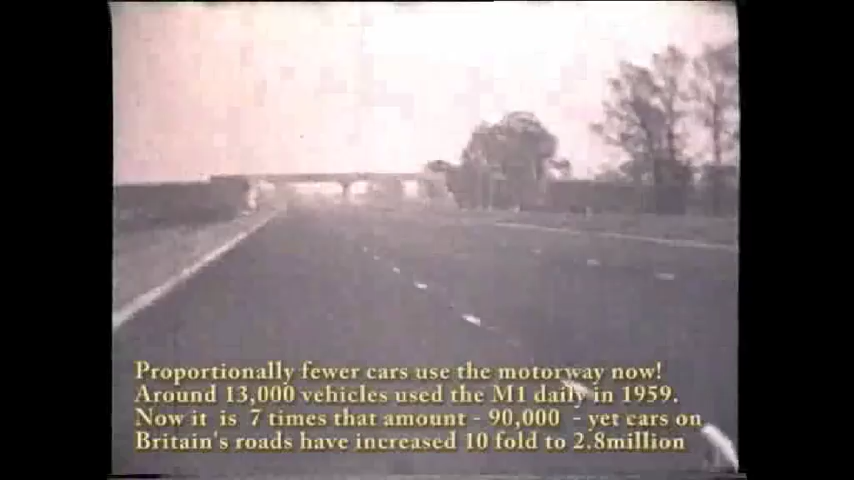 Proportionally fewer cars use the motorway now!
Around 13,000 vehicles used the M1 daily in 1959.
Now it is 7 times that amount - 90,000 - yet cars on
Britain's roads have increased 10 fold to 2.8million